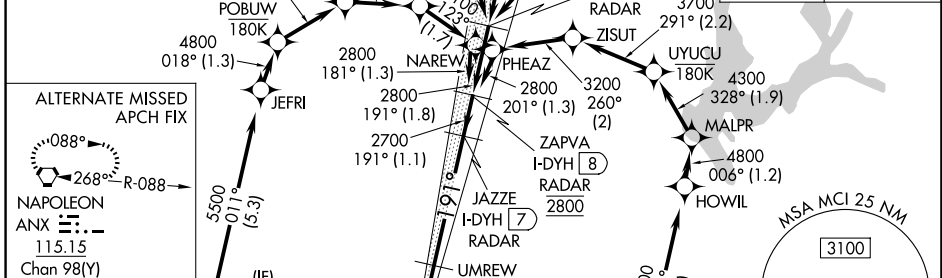 POBUW
180K
123°
(1.7)
RADAR
3700
291° (2.2)
4800
018° (1.3)
2800
181° (1.3)
NAREW
PHEAZ
ZISUT
UYUCU
180K
3200
260°
(2)
4300
328° (1.9)
JEFRI
2800
191° (1.8)
2800
201° (1.3)
2700
191° (1.1)
MALPR
4800
006° (1.2)
HOWIL
ALTERNATE MISSED
APCH FIX
088°
268°
R-088
NAPOLEON
ANX
115.15
Chan 98(Y)
5500
011°
(5.3)
191°
ZAPVA
I-DYH 8
RADAR
2800
JAZZE
I-DYH 7
RADAR
UMREW
(IF)
MSA MCI 25 NM
3100